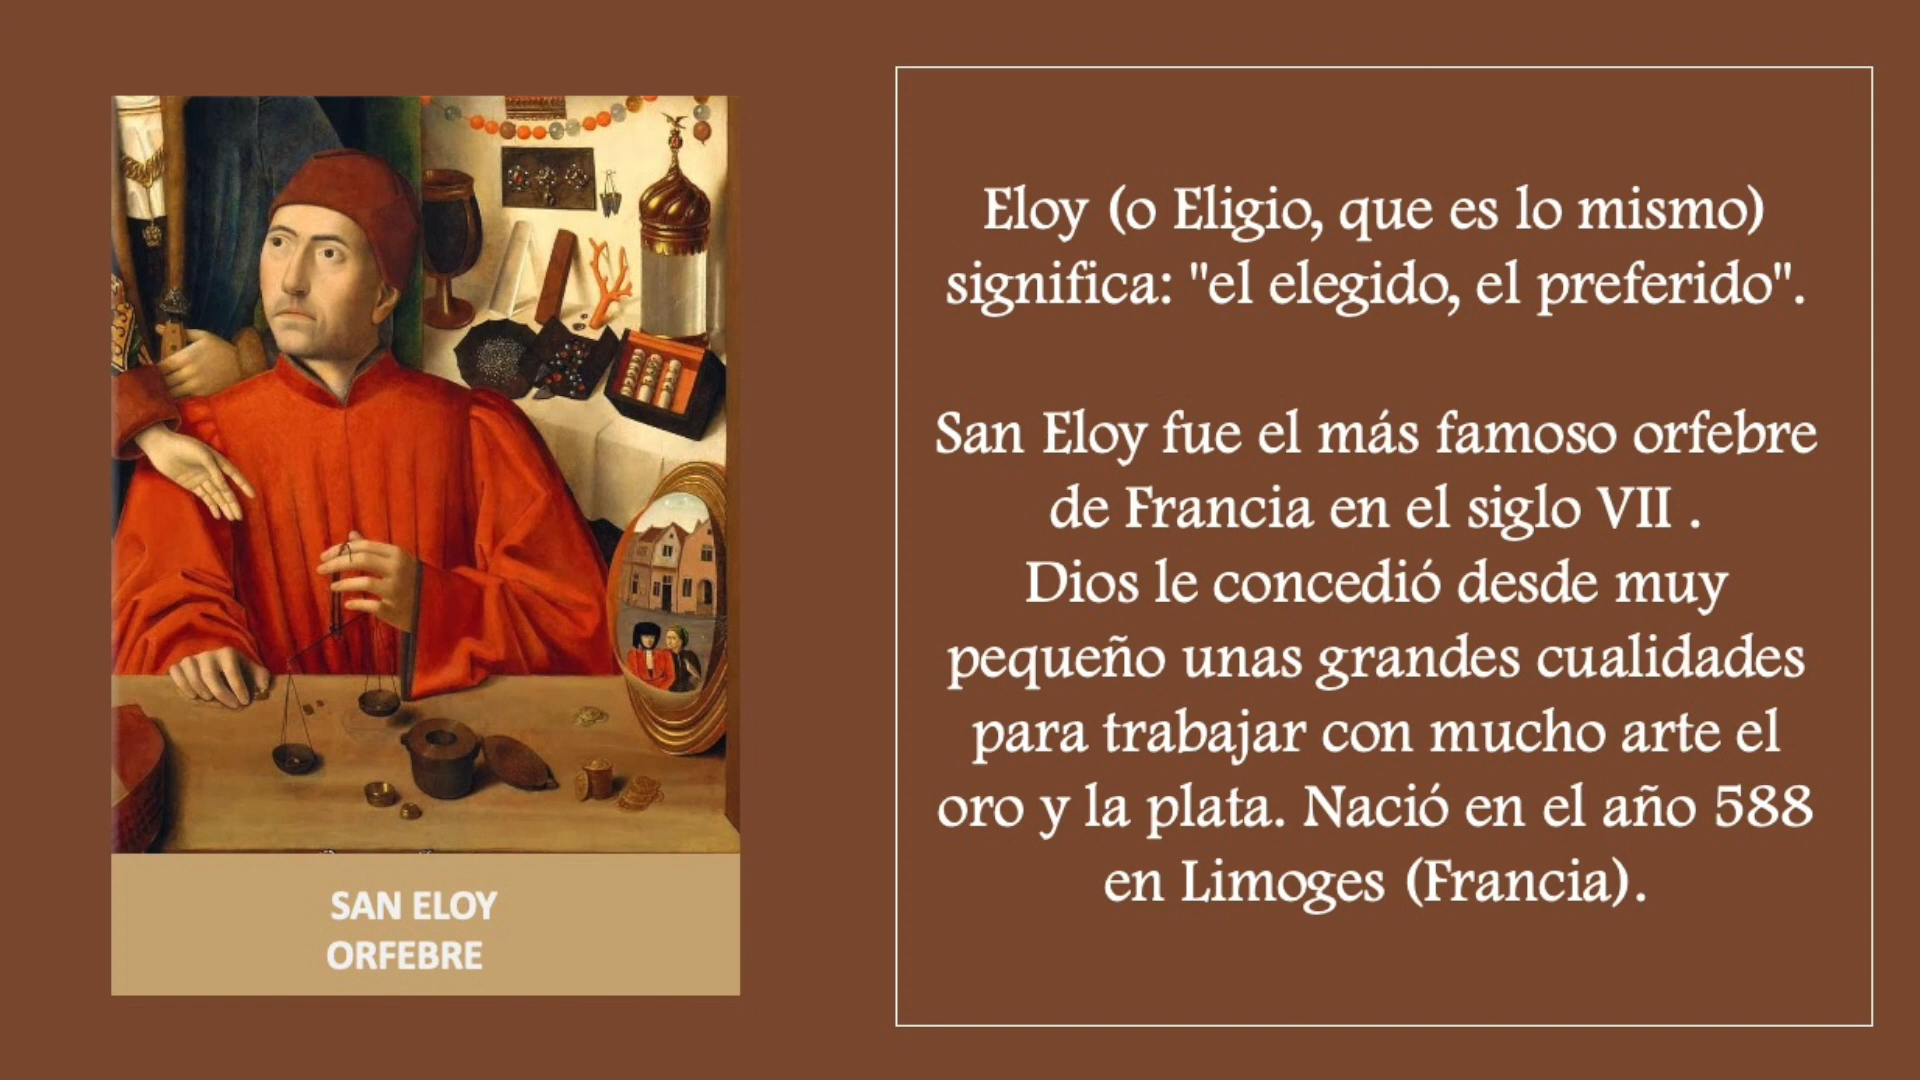 Eloy (o Eligio, que es lo mismo)
significa: "el elegido, el preferido".
San Eloy fue el más famoso orfebre
de Francia en el siglo VII .
Dios le concedió desde muy
pequeño unas grandes cualidades
para trabajar con mucho arte el
oro y la plata. Nació en el año 588
en Limoges (Francia).
SAN ELOY
ORFEBRE